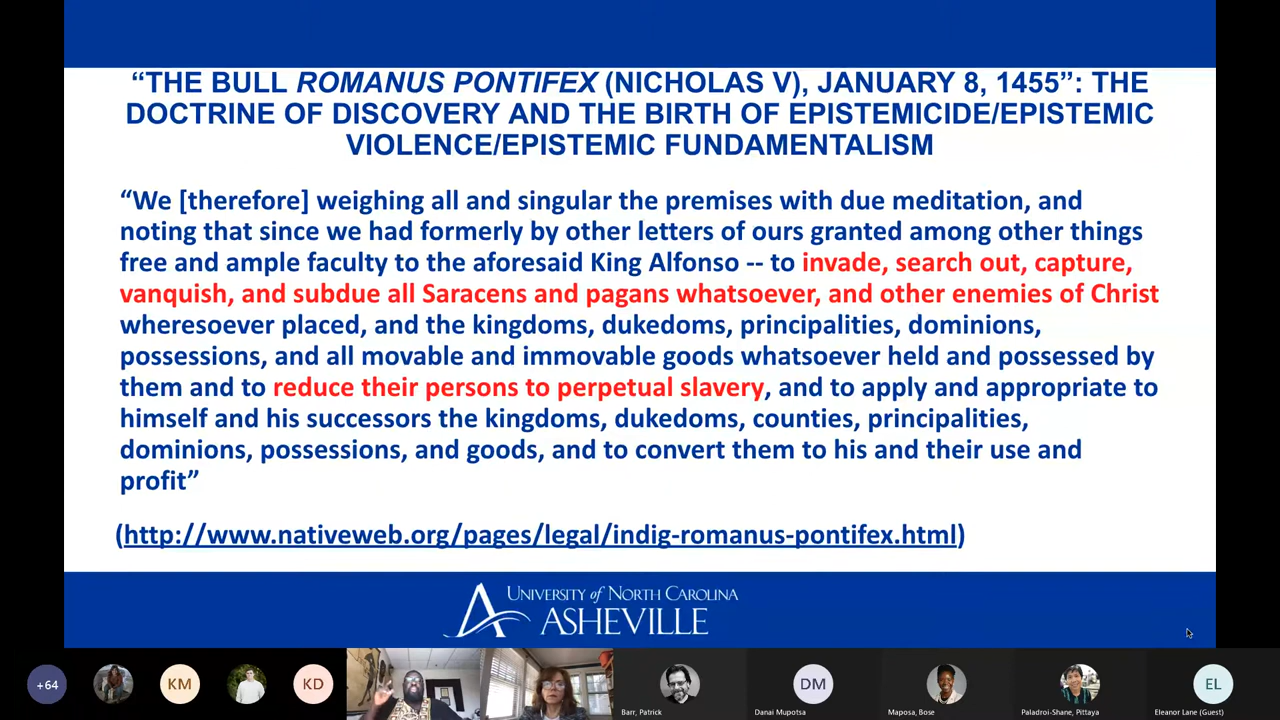 “THE BULL ROMANUS PONTIFEX (NICHOLAS V), JANUARY 8, 1455”: THE
DOCTRINE OF DISCOVERY AND THE BIRTH OF EPISTEMICIDE/EPISTEMIC
VIOLENCE/EPISTEMIC FUNDAMENTALISM
“We [therefore] weighing all and singular the premises with due meditation, and
noting that since we had formerly by other letters of ours granted among other things
free and ample faculty to the aforesaid King Alfonso -- to invade, search out, capture,
vanquish, and subdue all Saracens and pagans whatsoever, and other enemies of Christ
wheresoever placed, and the kingdoms, dukedoms, principalities, dominions,
possessions, and all movable and immovable goods whatsoever held and possessed by
them and to reduce their persons to perpetual slavery, and to apply and appropriate to
himself and his successors the kingdoms, dukedoms, counties, principalities,
dominions, possessions, and goods, and to convert them to his and their use and
profit”
(http://www.nativeweb.org/pages/legal/indig-romanus-pontifex.html)
UNIVERSITY OF NORTH CAROLINA
ASHEVILLE
+64
KM
KD
DM
EL
Barr, Patrick
Danai Mupotsa
Maposa, Bose
Paladroi-Shane, Pittaya
Eleanor Lane (Guest)